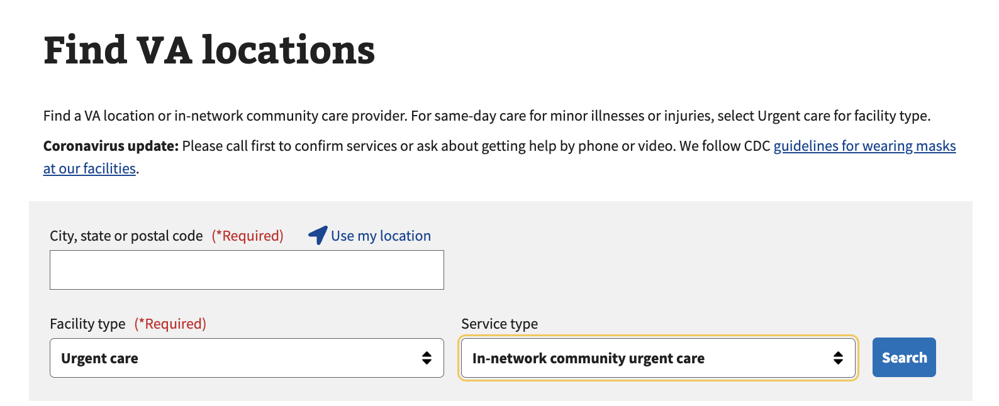 Find VA locations
Find a VA location or in-network community care provider. For same-day care for minor illnesses or injuries, select Urgent care for facility type.
Coronavirus update: Please call first to confirm services or ask about getting help by phone or video. We follow CDC guidelines for wearing masks
at our facilities.
City, state or postal code (*Required) Use my location
Facility type (*Required) Service type
Urgent care In-network community urgent care Search